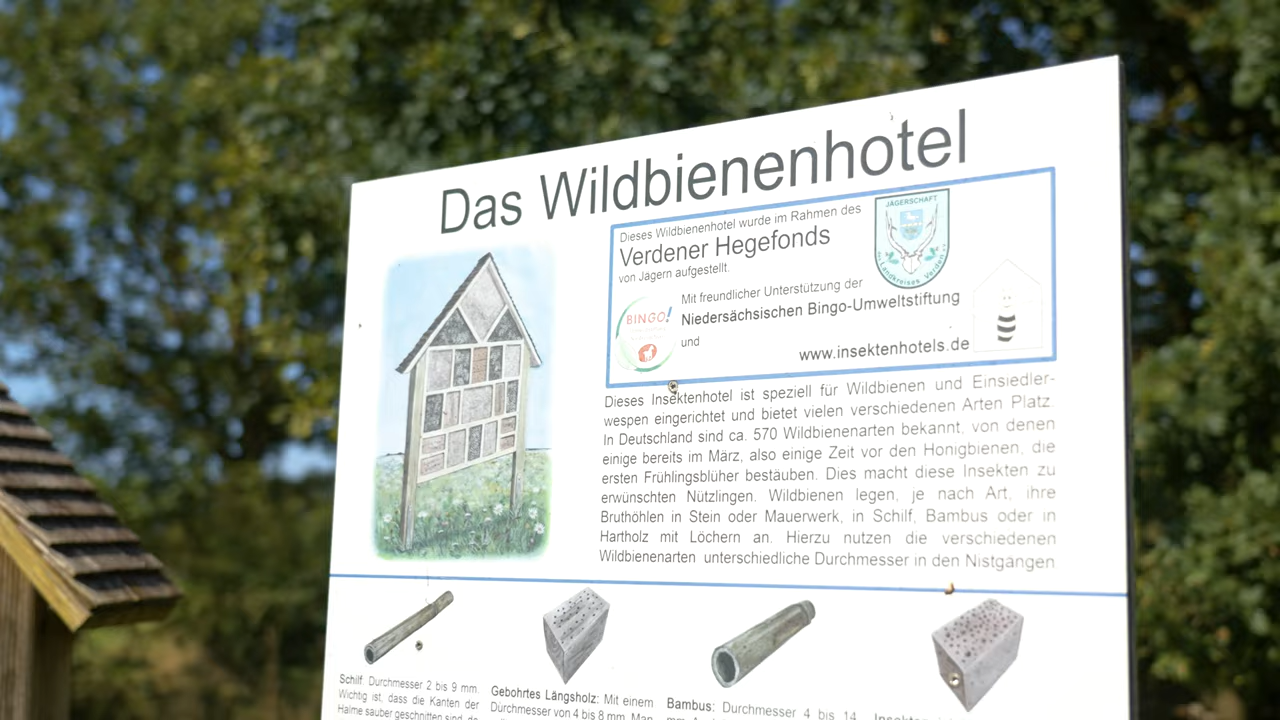 Das Wildbienenhotel
Dieses Wildbienenhotel wurde im Rahmen des
Verdener Hegefonds
von Jägern aufgestellt.
JÄGERSCHAFT
des Landkreises Verden e.V.
Mit freundlicher Unterstützung der
Niedersächsischen Bingo-Umweltstiftung
und
BINGO!
www.insektenhotels.de
Dieses Insektenhotel ist speziell für Wildbienen und Einsiedler-
wespen eingerichtet und bietet vielen verschiedenen Arten Platz.
In Deutschland sind ca. 570 Wildbienenarten bekannt, von denen
einige bereits im März, also einige Zeit vor den Honigbienen, die
ersten Frühlingsblüher bestäuben. Dies macht diese Insekten zu
erwünschten Nützlingen. Wildbienen legen, je nach Art, ihre
Bruthöhlen in Stein oder Mauerwerk, in Schilf, Bambus oder in
Hartholz mit Löchern an. Hierzu nutzen die verschiedenen
Wildbienenarten unterschiedliche Durchmesser in den Nistgängen
Schilf: Durchmesser 2 bis 9 mm.
Wichtig ist, dass die Kanten der
Halme sauber geschnitten sind, da
Gebohrtes Längsholz: Mit einem
Durchmesser von 4 bis 8 mm. Man
Bambus: Durchmesser 4 bis 14